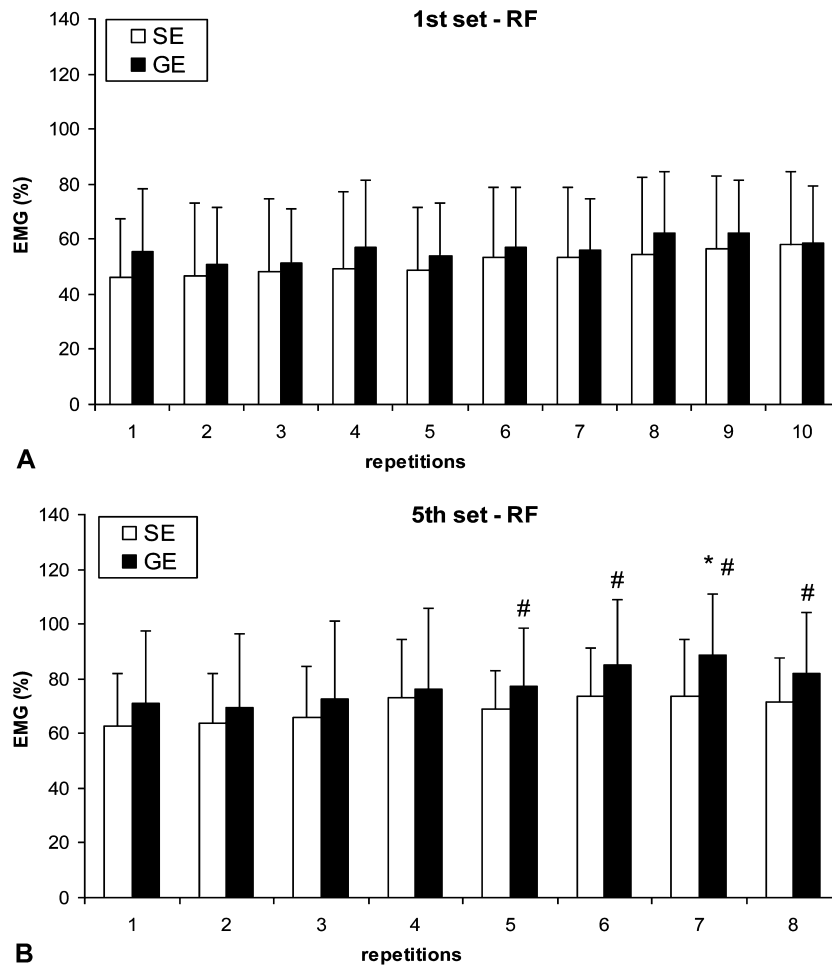 1st set - RF
SE
GE
140
120
100
80
60
40
20
0
EMG (%)
1 2 3 4 5 6 7 8 9 10
repetitions
A
5th set - RF
SE
GE
140
120
100
80
60
40
20
0
EMG (%)
# # * # #
1 2 3 4 5 6 7 8
repetitions
B